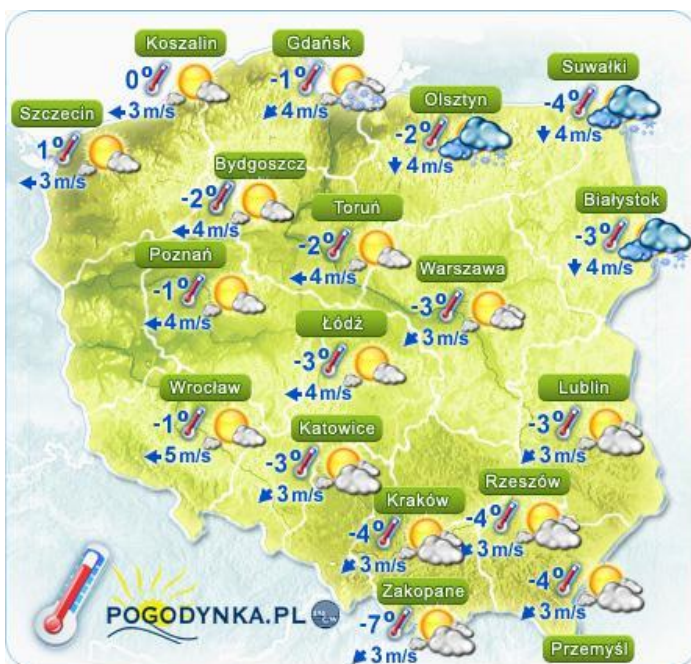 Koszalin
0°
3 m/s
Gdańsk
-1°
4 m/s
Suwałki
-4°
4 m/s
Olsztyn
-2°
4 m/s
Szczecin
1°
3 m/s
Bydgoszcz
-2°
4 m/s
Toruń
-2°
4 m/s
Białystok
-3°
4 m/s
Poznań
-1°
4 m/s
Warszawa
-3°
3 m/s
Łódź
-3°
4 m/s
Wrocław
-1°
5 m/s
Katowice
-3°
3 m/s
Lublin
-3°
3 m/s
Kraków
-4°
3 m/s
Rzeszów
-4°
3 m/s
Zakopane
-7°
3 m/s
-4°
3 m/s
Przemyśl
POGODYNKA.PL